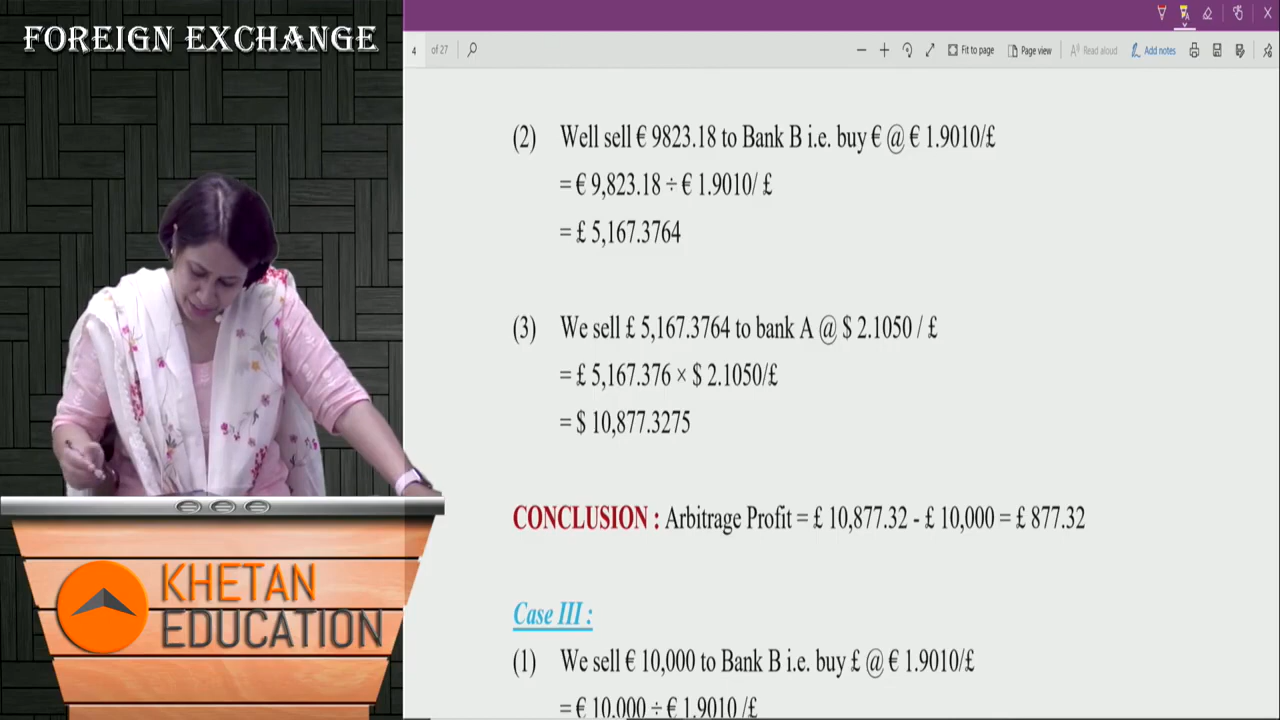 FOREIGN EXCHANGE
4 of 27
Fit to page
Page view
Read aloud
Add notes
(2) Well sell € 9823.18 to Bank B i.e. buy € @ € 1.9010/£
= € 9,823.18 ÷ € 1.9010/ £
= £ 5,167.3764
(3) We sell £ 5,167.3764 to bank A @ $ 2.1050 / £
= £ 5,167.376 × $ 2.1050/£
= $ 10,877.3275
CONCLUSION : Arbitrage Profit = £ 10,877.32 - £ 10,000 = £ 877.32
Case III :
(1) We sell € 10,000 to Bank B i.e. buy £ @ € 1.9010/£
= € 10,000 ÷ € 1.9010 /£
KHETAN
EDUCATION